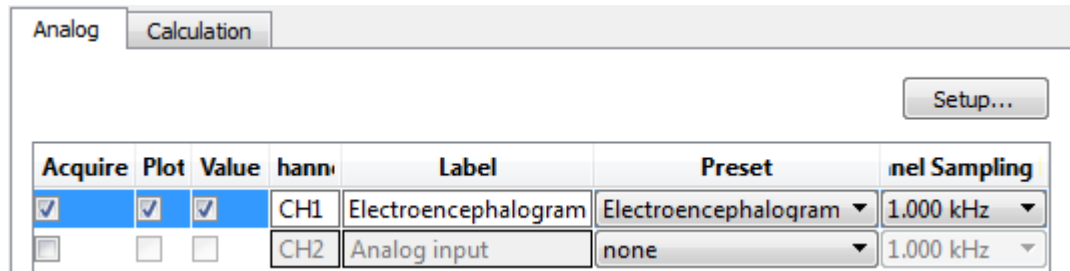 Analog Calculation
Setup...
Acquire Plot Value hann Label Preset nel Sampling
CH1 Electroencephalogram Electroencephalogram 1.000 kHz
CH2 Analog input none 1.000 kHz